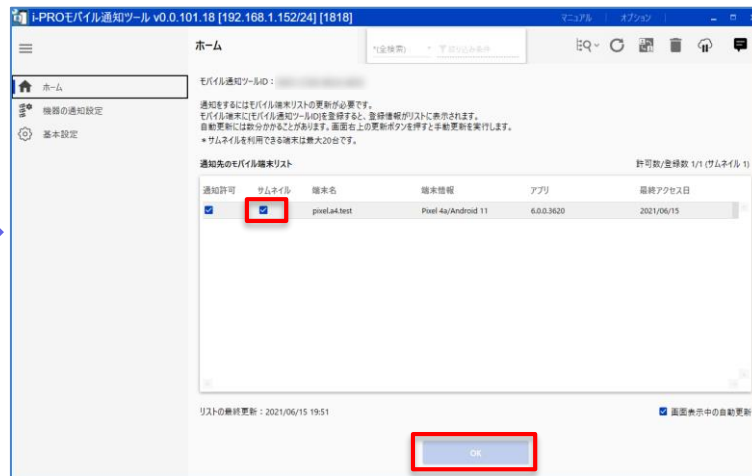 i-PROモバイル通知ツール v0.0.101.18 [192.168.1.152/24] [1818]
マニュアル | オプション |
ホーム
*(全検索)
ホーム
機器の通知設定
基本設定
モバイル通知ツールID：
通知をするにはモバイル端末リストの更新が必要です。
モバイル端末に[モバイル通知ツールID]を登録すると、登録情報がリストに表示されます。
自動更新には数分かかることがあります。画面右上の更新ボタンを押すと手動更新を実行します。
*サムネイルを利用できる端末は最大20台です。
通知先のモバイル端末リスト
許可数/登録数 1/1 (サムネイル 1)
通知許可 サムネイル 端末名 端末情報 アプリ 最終アクセス日
pixel.a4.test Pixel 4a/Android 11 6.0.0.3620 2021/06/15
リストの最終更新：2021/06/15 19:51
画面表示中の自動更新
OK